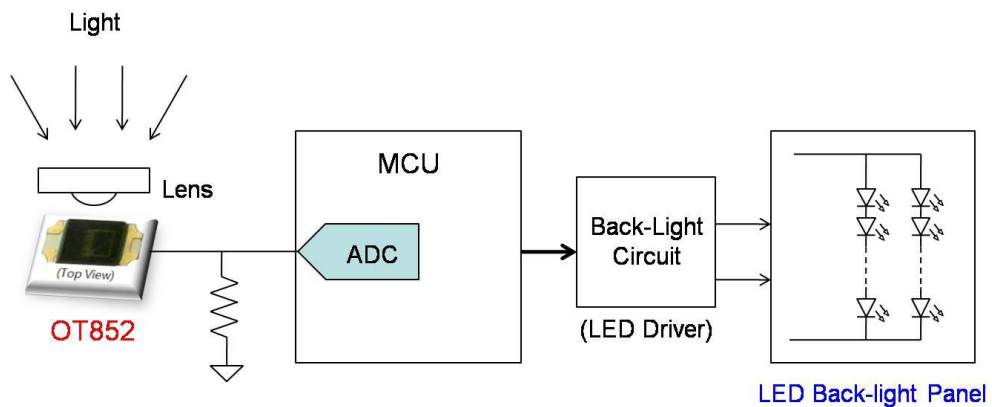 Light
Lens
(Top View)
OT852
MCU
ADC
Back-Light
Circuit
(LED Driver)
LED Back-light Panel